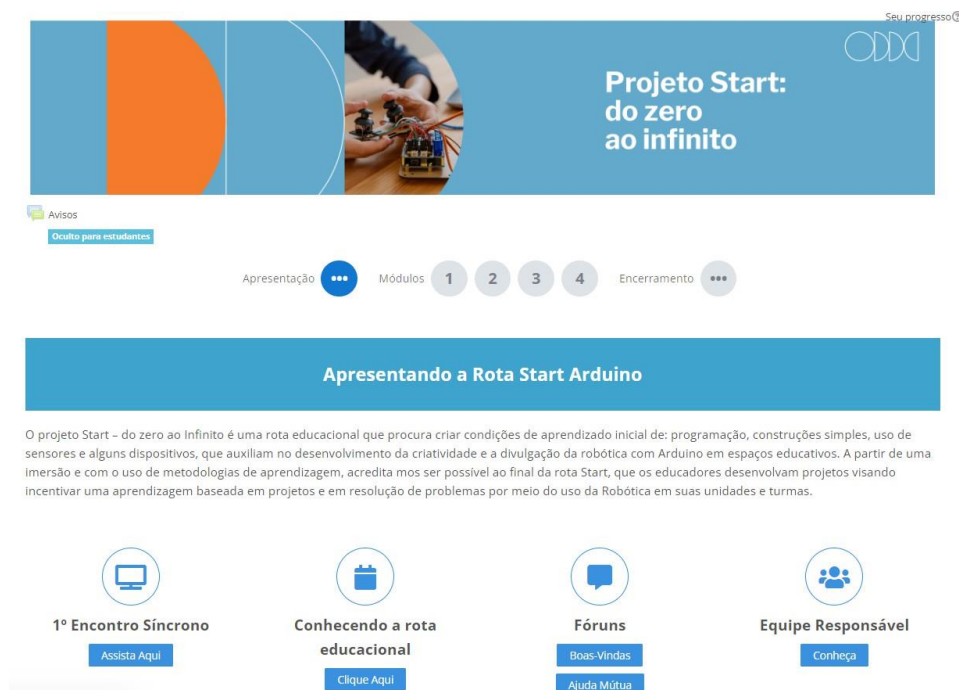 Seu progresso
Projeto Start:
do zero
ao infinito
Avisos
Oculto para estudantes
Apresentação ••• Módulos 1 2 3 4 Encerramento •••
Apresentando a Rota Start Arduino
O projeto Start – do zero ao Infinito é uma rota educacional que procura criar condições de aprendizado inicial de: programação, construções simples, uso de
sensores e alguns dispositivos, que auxiliam no desenvolvimento da criatividade e a divulgação da robótica com Arduino em espaços educativos. A partir de uma
imersão e com o uso de metodologias de aprendizagem, acredita mos ser possível ao final da rota Start, que os educadores desenvolvam projetos visando
incentivar uma aprendizagem baseada em projetos e em resolução de problemas por meio do uso da Robótica em suas unidades e turmas.
1º Encontro Síncrono
Assista Aqui
Conhecendo a rota
educacional
Clique Aqui
Fóruns
Boas-Vindas
Ajuda Mútua
Equipe Responsável
Conheça